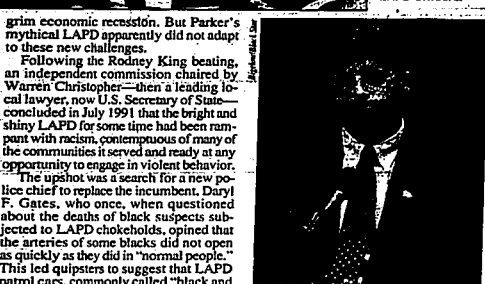 grim economic recession. But Parker's
mythical LAPD apparently did not adapt
to these new challenges.
Following the Rodney King beating,
an independent commission chaired by
Warren Christopher—then a leading lo-
cal lawyer, now U.S. Secretary of State—
concluded in July 1991 that the bright and
shiny LAPD for some time had been ram-
pant with racism, contemptuous of many of
the communities it served and ready at any
opportunity to engage in violent behavior.
The upshot was a search for a new po-
lice chief to replace the incumbent, Daryl
F. Gates, who once, when questioned
about the deaths of black suspects sub-
jected to LAPD chokeholds, opined that
the arteries of some blacks did not open
as quickly as they did in "normal people."
This led quipsters to suggest that LAPD
patrol cars, commonly called "black and